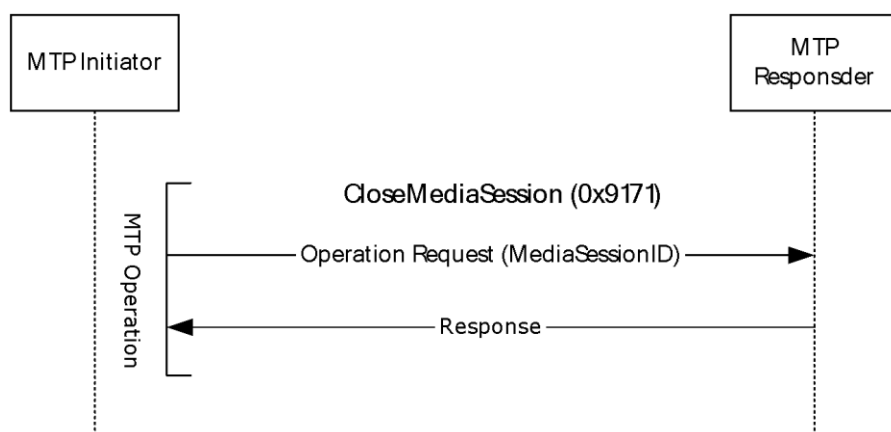 MTP Initiator
MTP
Responsder
CloseMediaSession (0x9171)
Operation Request (MediaSessionID)
MTP Operation
Response